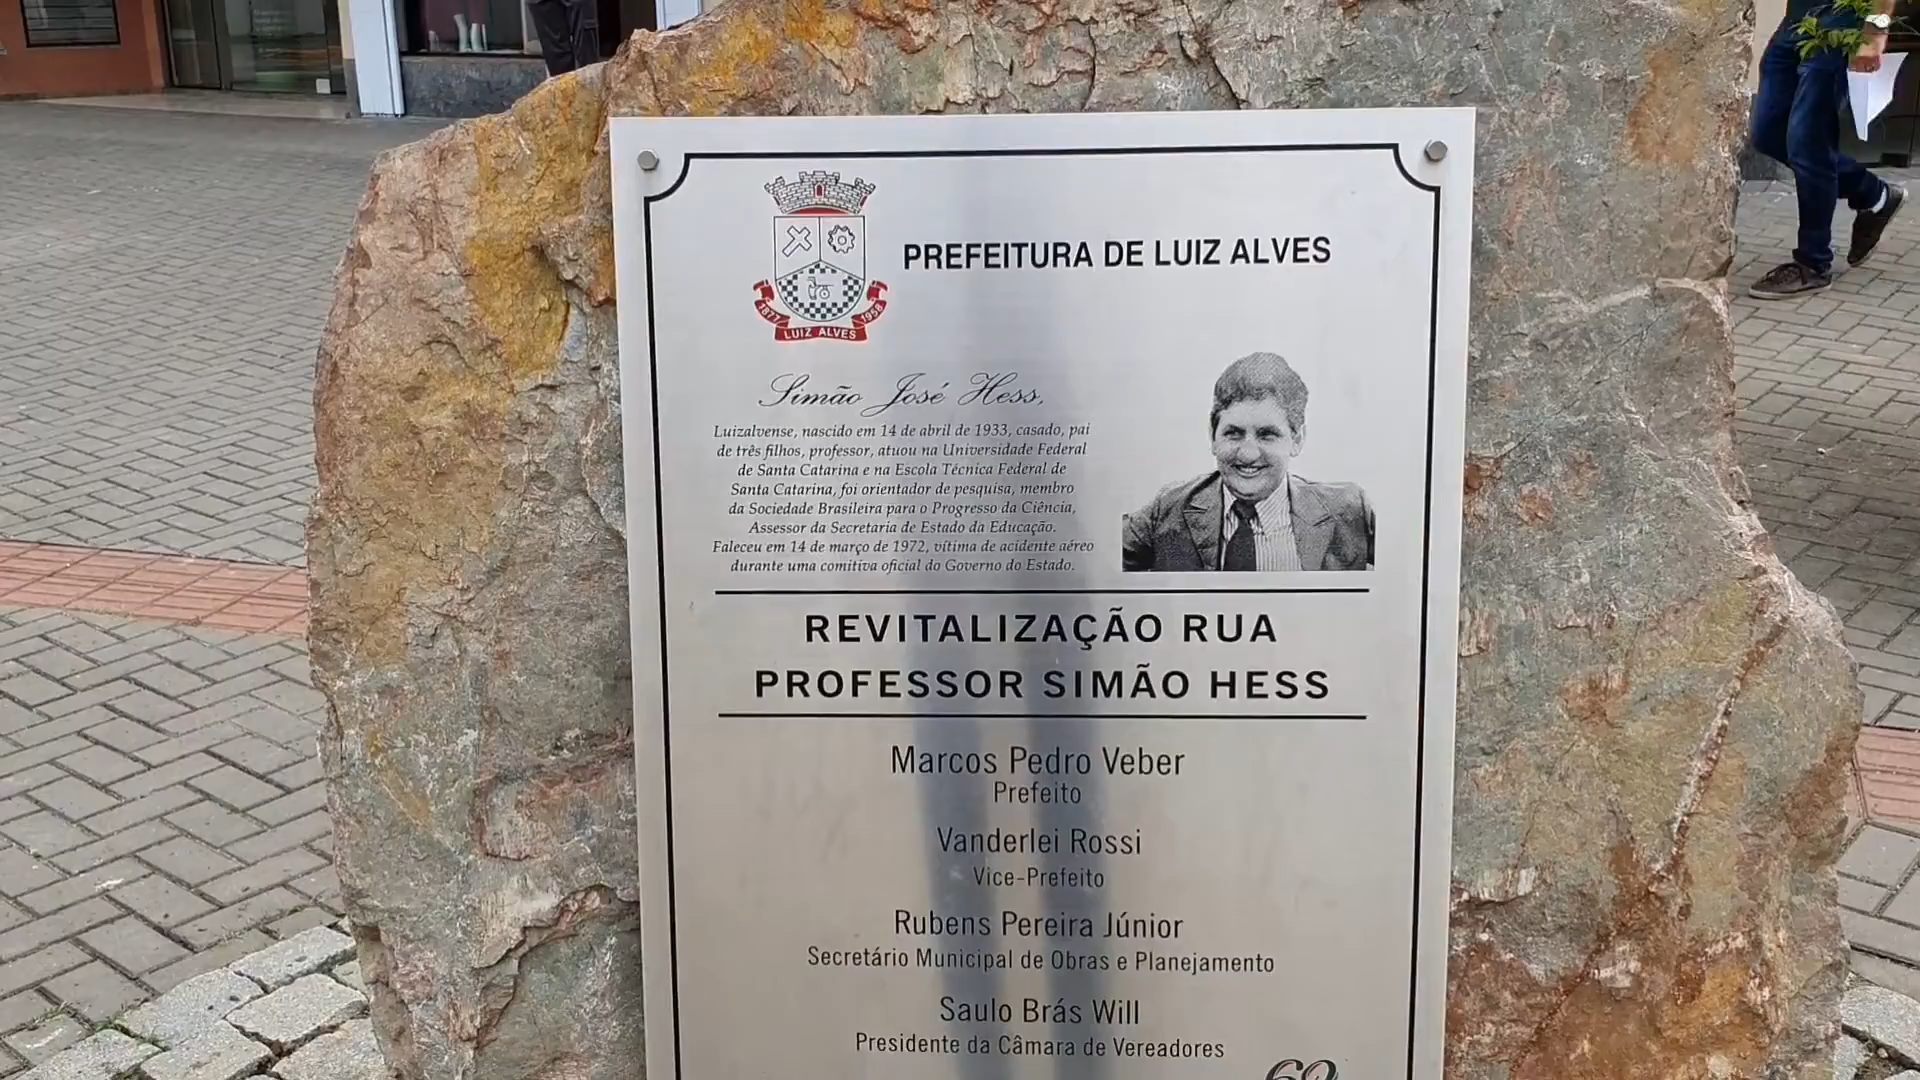 PREFEITURA DE LUIZ ALVES
1877 LUIZ ALVES 1958
Simão José Hess,
Luizalvense, nascido em 14 de abril de 1933, casado, pai
de três filhos, professor, atuou na Universidade Federal
de Santa Catarina e na Escola Técnica Federal de
Santa Catarina, foi orientador de pesquisa, membro
da Sociedade Brasileira para o Progresso da Ciência,
Assessor da Secretaria de Estado da Educação.
Faleceu em 14 de março de 1972, vítima de acidente aéreo
durante uma comitiva oficial do Governo do Estado.
REVITALIZAÇÃO RUA
PROFESSOR SIMÃO HESS
Marcos Pedro Veber
Prefeito
Vanderlei Rossi
Vice-Prefeito
Rubens Pereira Júnior
Secretário Municipal de Obras e Planejamento
Saulo Brás Will
Presidente da Câmara de Vereadores